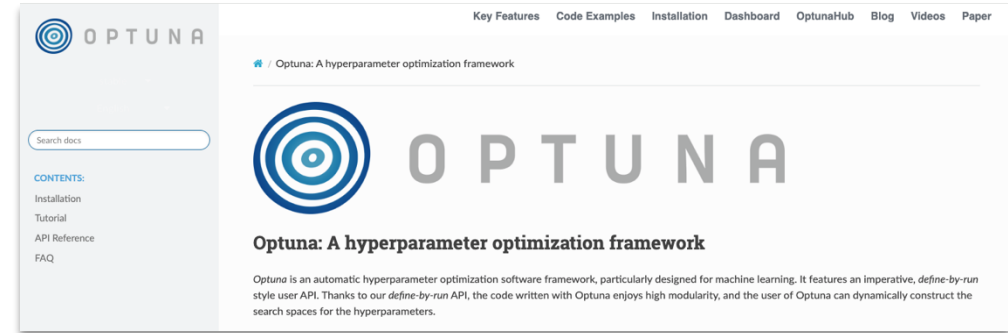 OPTUNA
Key Features Code Examples Installation Dashboard OptunaHub Blog Videos Paper
Search docs
CONTENTS:
Installation
Tutorial
API Reference
FAQ
/ Optuna: A hyperparameter optimization framework
OPTUNA
Optuna: A hyperparameter optimization framework
Optuna is an automatic hyperparameter optimization software framework, particularly designed for machine learning. It features an imperative, define-by-run
style user API. Thanks to our define-by-run API, the code written with Optuna enjoys high modularity, and the user of Optuna can dynamically construct the
search spaces for the hyperparameters.